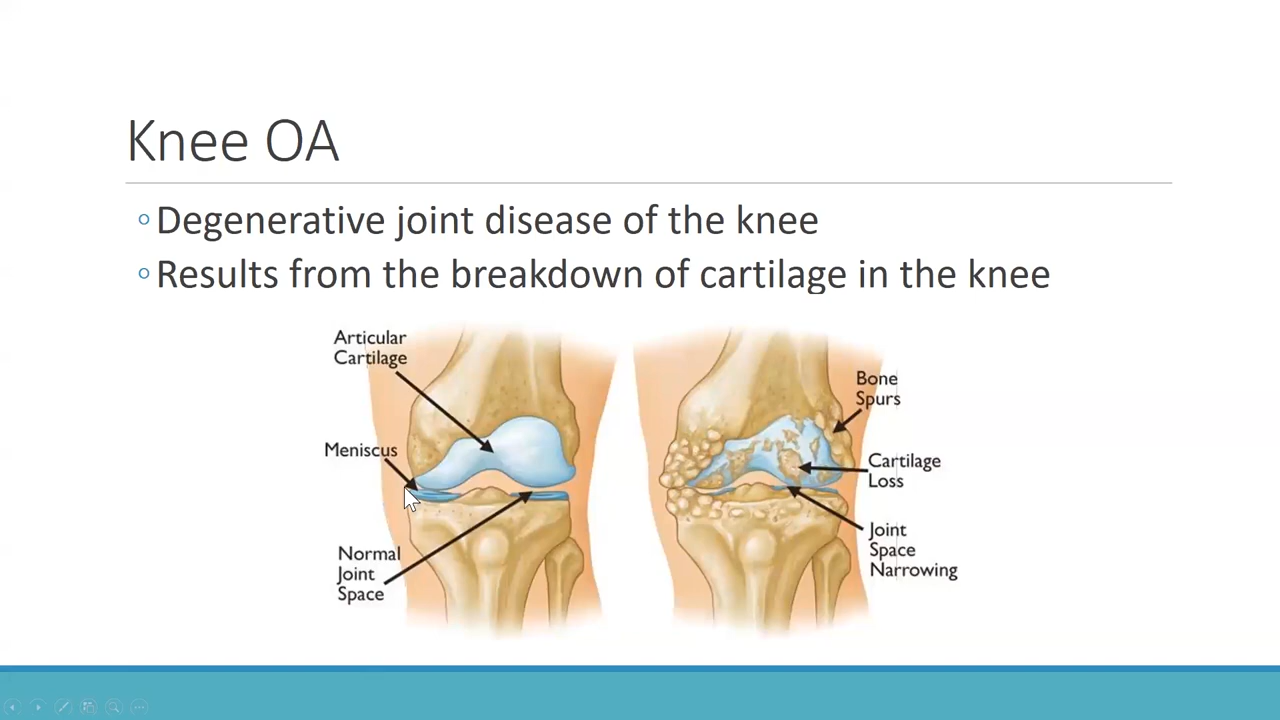 Knee OA
Degenerative joint disease of the knee
Results from the breakdown of cartilage in the knee
Articular
Cartilage
Meniscus
Normal
Joint
Space
Bone
Spurs
Cartilage
Loss
Joint
Space
Narrowing